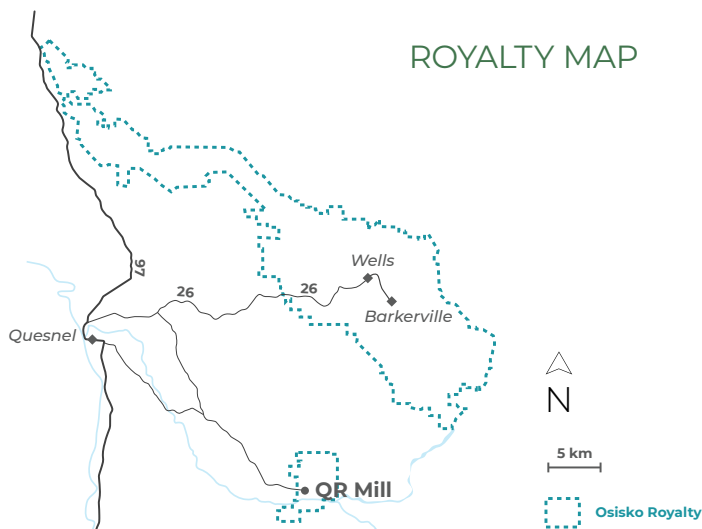 ROYALTY MAP
97
Wells
26
26
Barkerville
Quesnel
N
5 km
QR Mill
Osisko Royalty